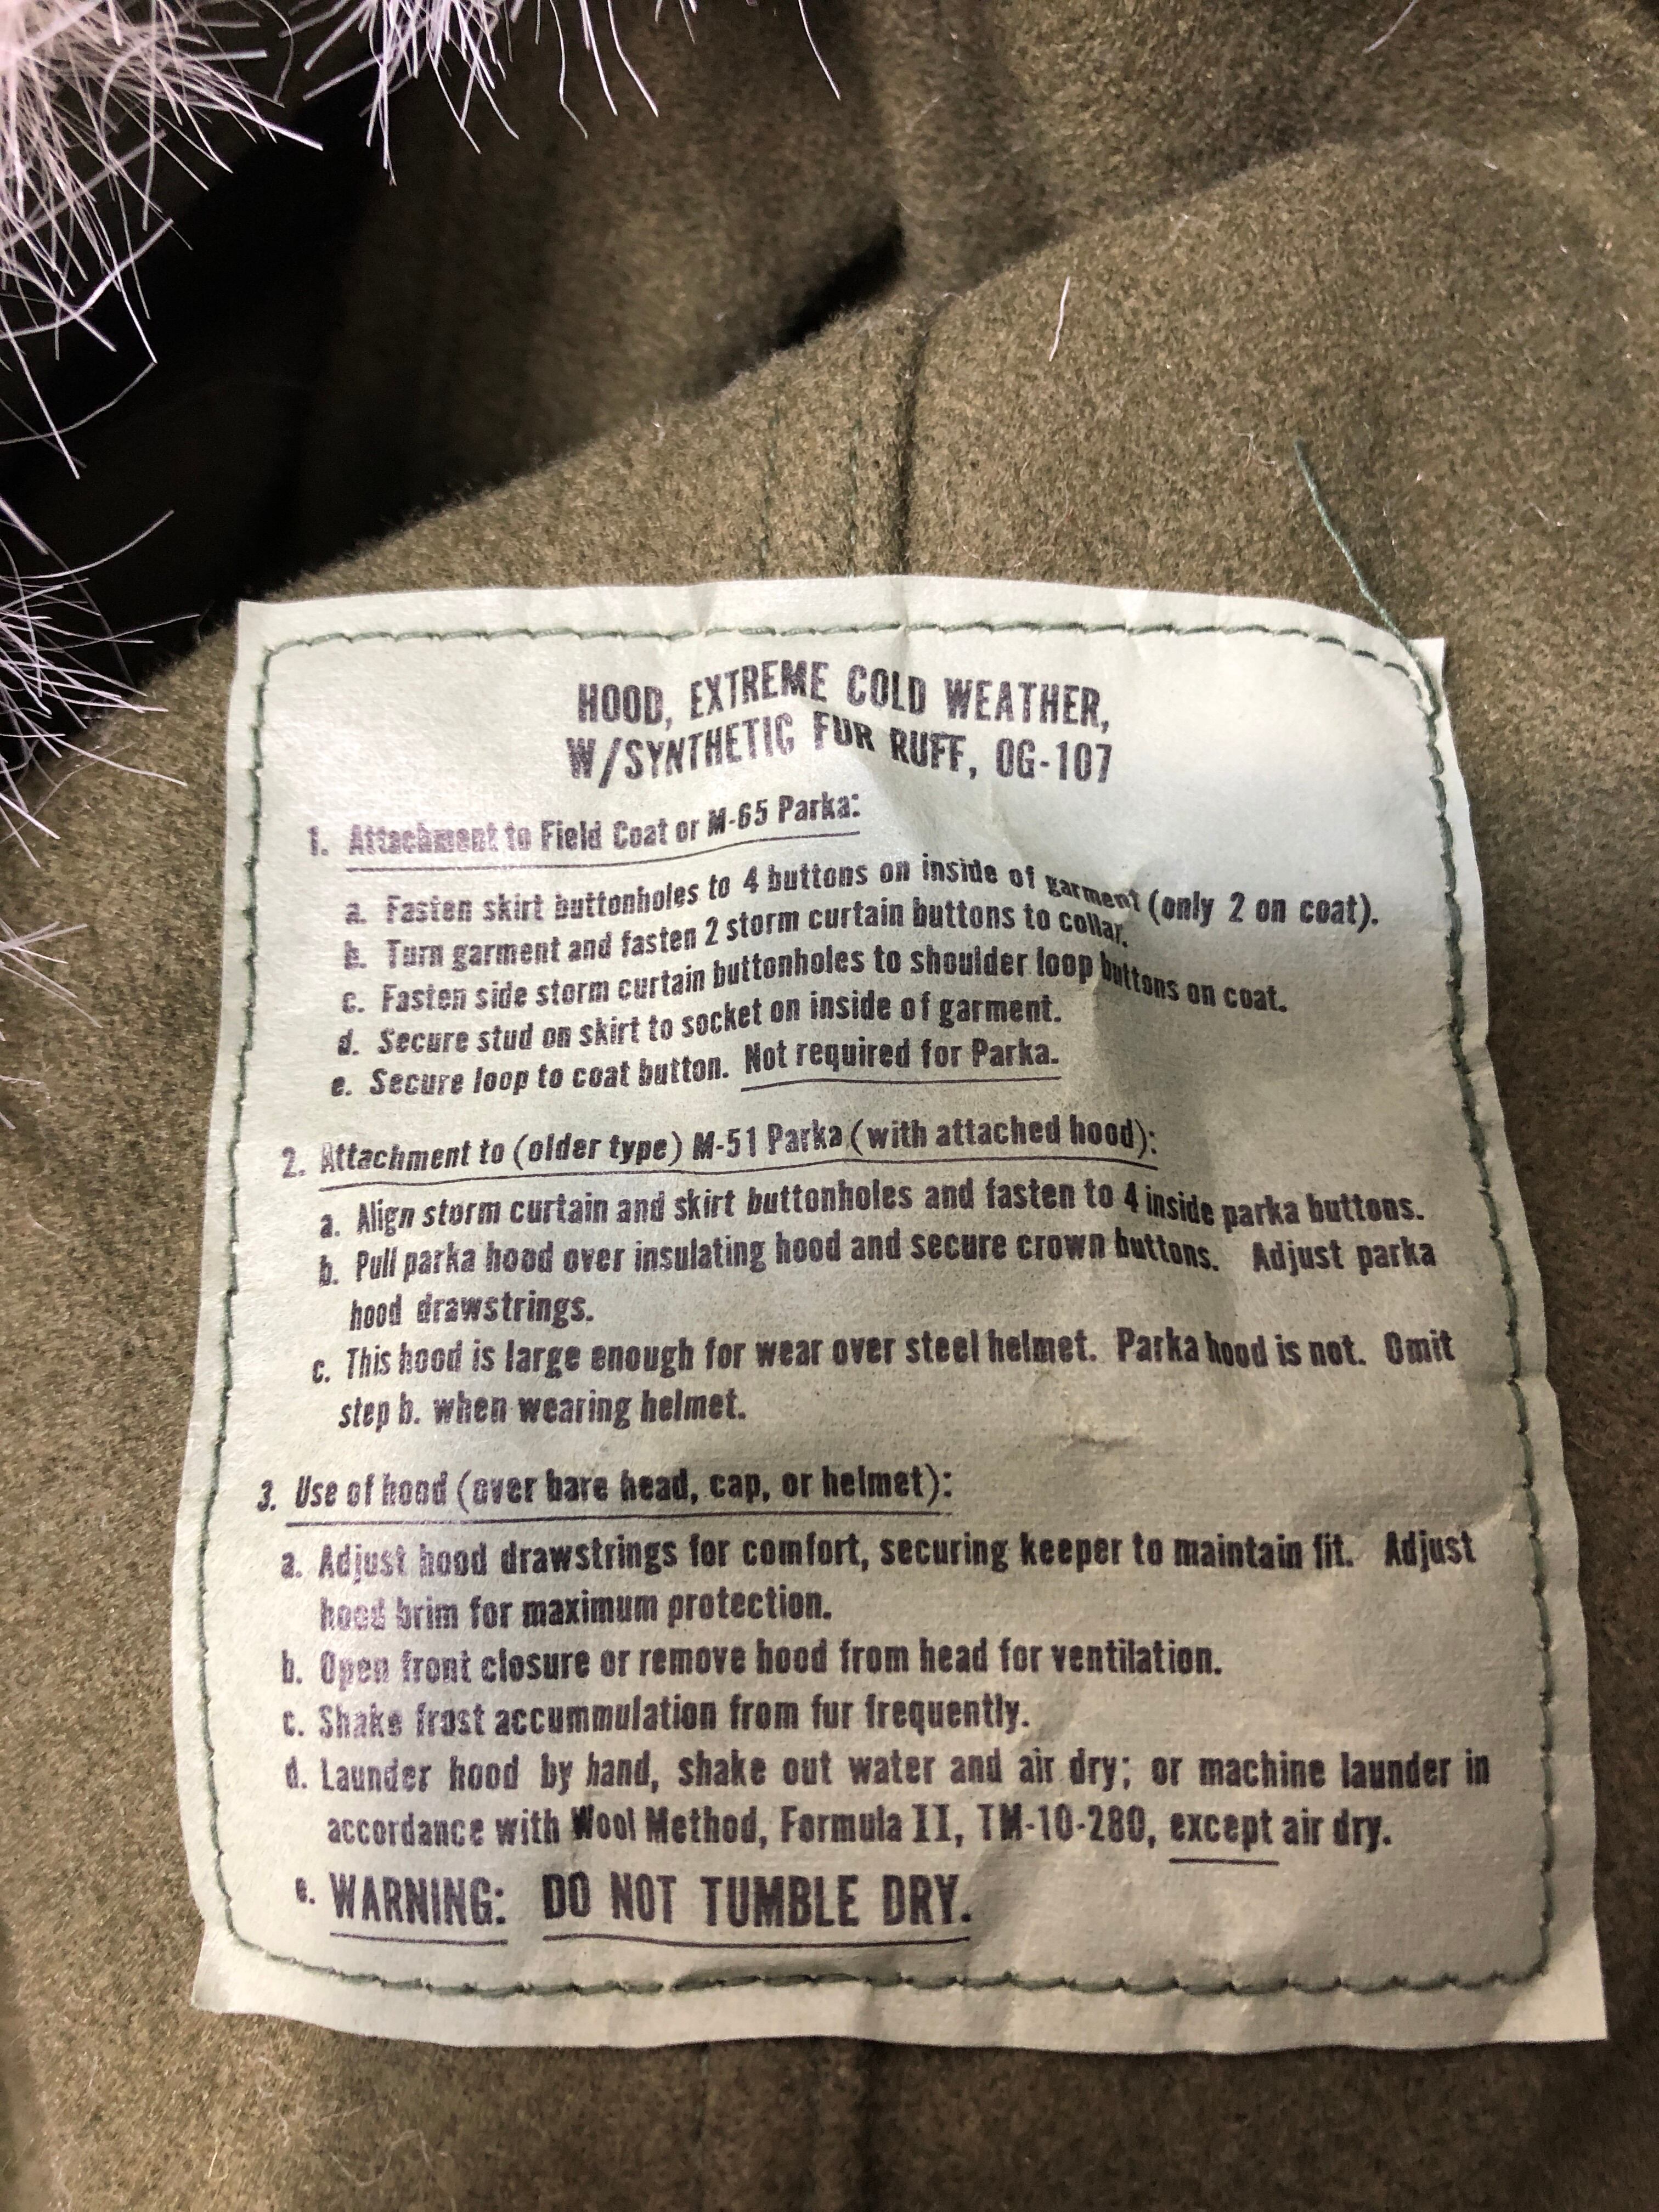 HOOD, EXTREME COLD WEATHER,
W/SYNTHETIC FUR RUFF, OG-107
1. Attachment to Field Coat or M-65 Parka:
a. Fasten skirt buttonholes to 4 buttons on inside of garment (only 2 on coat).
b. Turn garment and fasten 2 storm curtain buttons to collar.
c. Fasten side storm curtain buttonholes to shoulder loop buttons on coat.
d. Secure stud on skirt to socket on inside of garment.
e. Secure loop to coat button. Not required for Parka.
2. Attachment to (older type) M-51 Parka (with attached hood):
a. Align storm curtain and skirt buttonholes and fasten to 4 inside parka buttons.
b. Pull parka hood over insulating hood and secure crown buttons. Adjust parka
hood drawstrings.
c. This hood is large enough for wear over steel helmet. Parka hood is not. Omit
step b. when wearing helmet.
3. Use of hood (over bare head, cap, or helmet):
a. Adjust hood drawstrings for comfort, securing keeper to maintain fit. Adjust
hood brim for maximum protection.
b. Open front closure or remove hood from head for ventilation.
c. Shake frost accummulation from fur frequently.
d. Launder hood by hand, shake out water and air dry; or machine launder in
accordance with Wool Method, Formula II, TM-10-280, except air dry.
e. WARNING: DO NOT TUMBLE DRY.